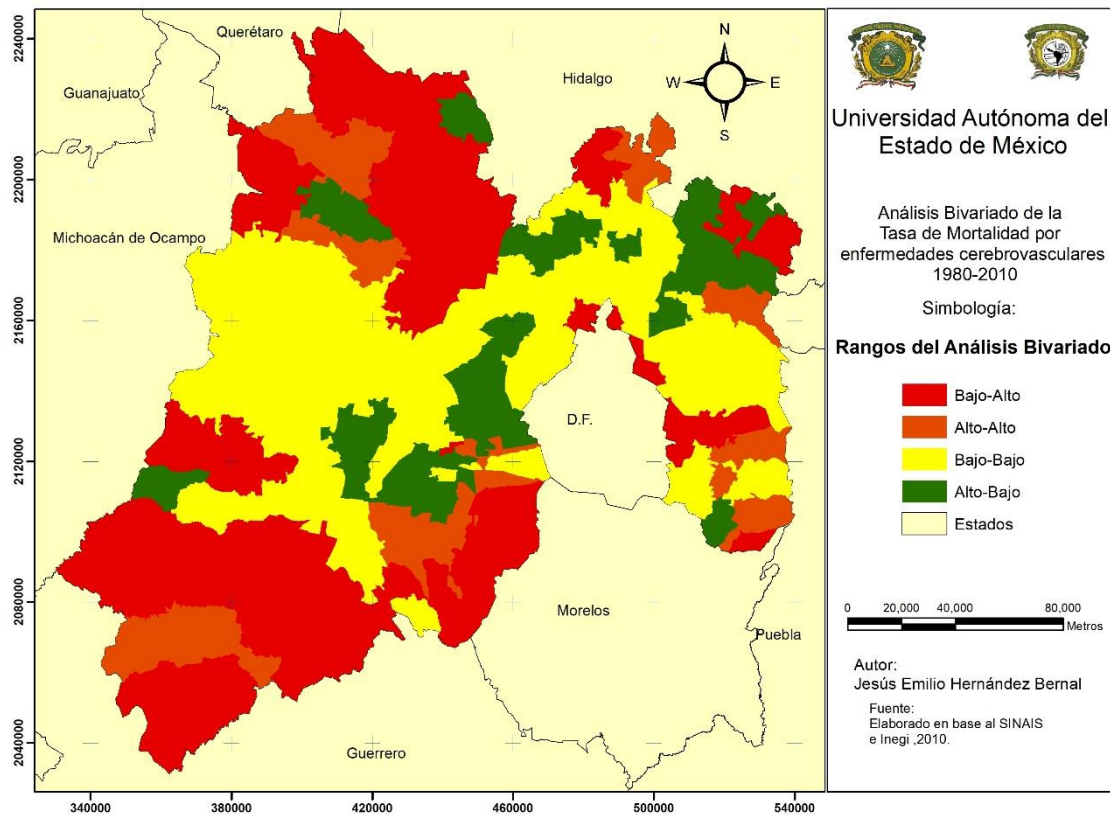 Querétaro
Guanajuato
Hidalgo
Michoacán de Ocampo
D.F.
Morelos
Puebla
Guerrero
N
W
E
S
2240000
2200000
2160000
2120000
2080000
2040000
340000
380000
420000
460000
500000
540000
Universidad Autónoma del
Estado de México
Análisis Bivariado de la
Tasa de Mortalidad por
enfermedades cerebrovasculares
1980-2010
Simbología:
Rangos del Análisis Bivariado
Bajo-Alto
Alto-Alto
Bajo-Bajo
Alto-Bajo
Estados
0 20,000 40,000 80,000
Metros
Autor:
Jesús Emilio Hernández Bernal
Fuente:
Elaborado en base al SINAIS
e Inegi ,2010.